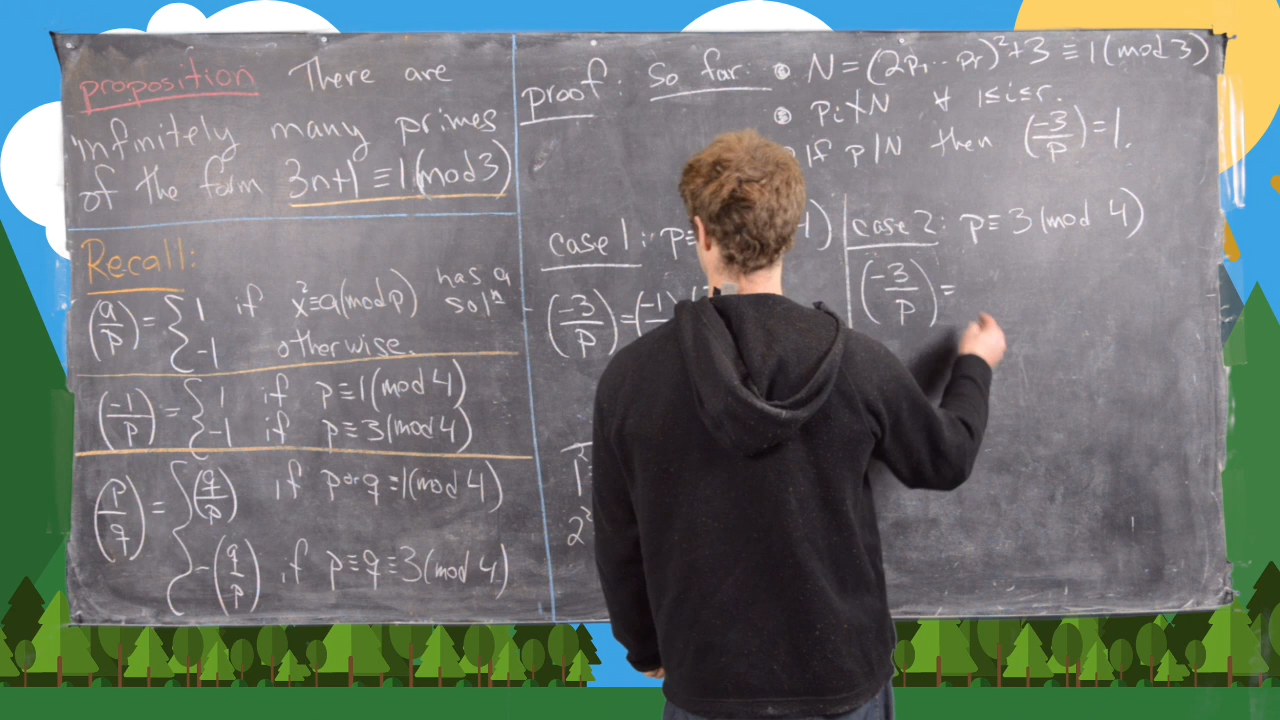 proposition There are
infinitely many primes
of the form 3n+1 ≡ 1(mod 3)
Recall:
(a/p) = { 1 if x² ≡ a(mod p) has a solⁿ
-1 otherwise.
(-1/p) = { 1 if p ≡ 1(mod 4)
-1 if p ≡ 3(mod 4)
(p/q) = { (q/p) if p or q ≡ 1(mod 4)
-(q/p) if p ≡ q ≡ 3(mod 4)
proof: So far: • N = (2p₁ ... pᵣ)² + 3 ≡ 1(mod 3)
• pᵢ ∤ N ∀ 1 ≤ i ≤ r.
If p | N then (-3/p) = 1.
case 1: p ≡
(-3/p) = (-1
1²
2²
case 2: p ≡ 3(mod 4)
(-3/p) =